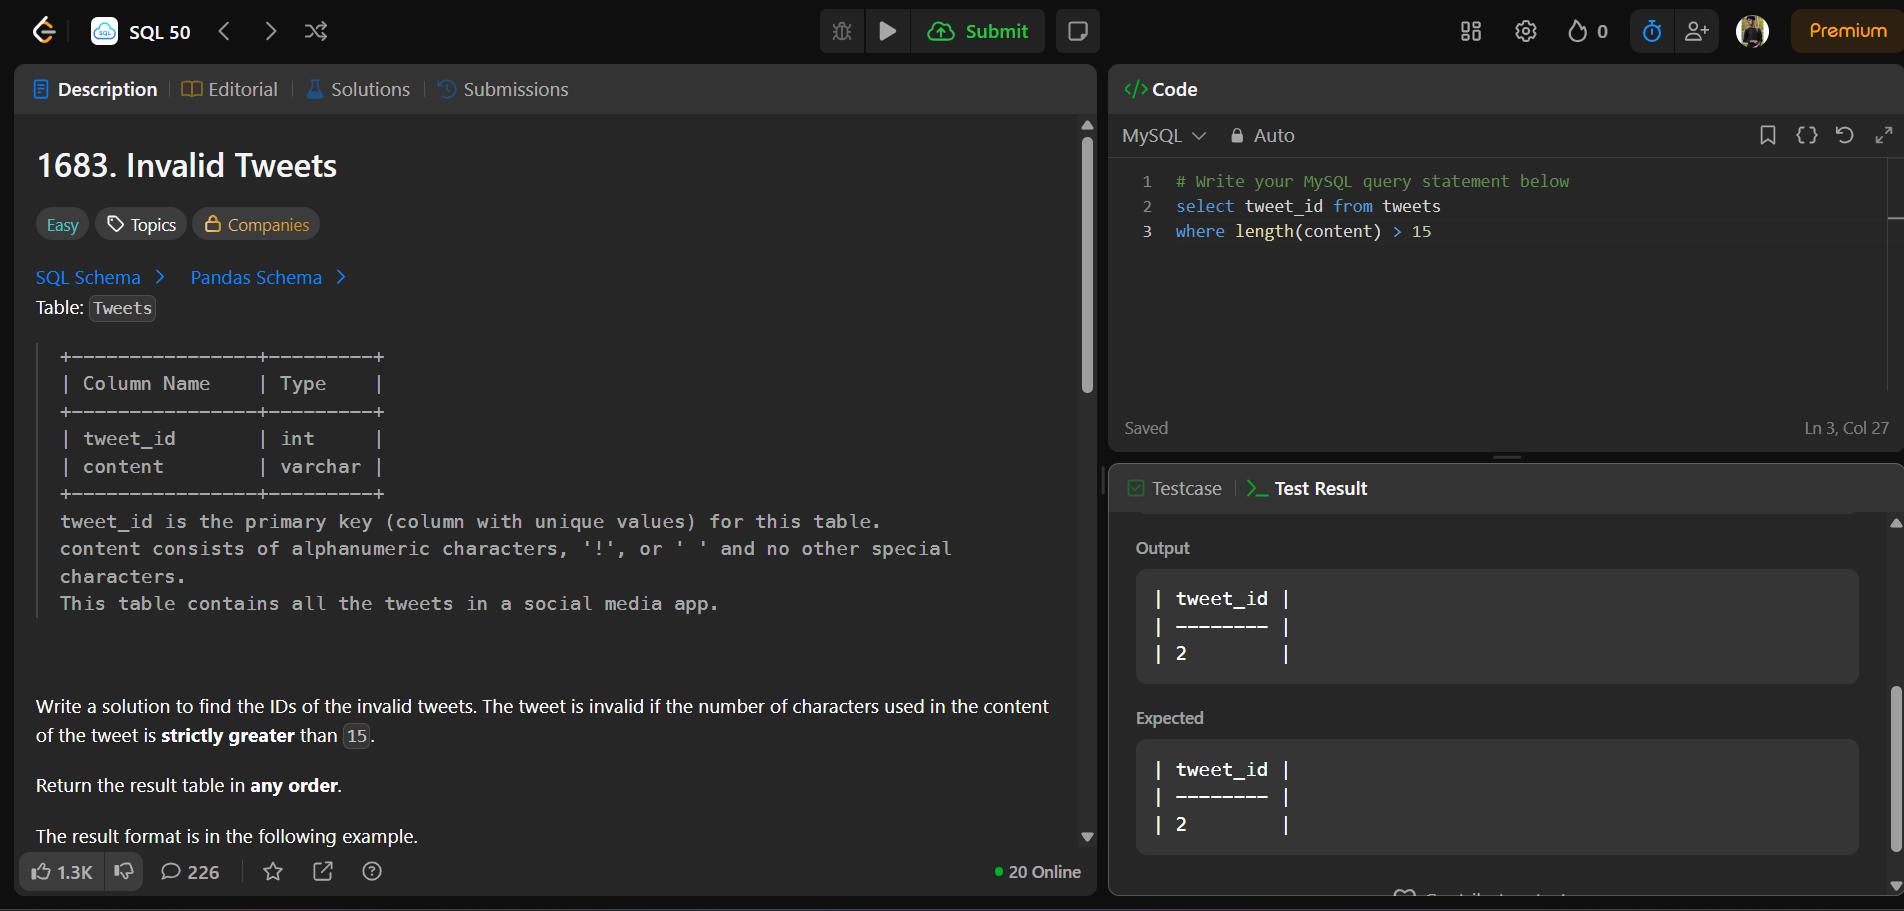 SQL 50
Submit
0
Premium
Description
Editorial
Solutions
Submissions
1683. Invalid Tweets
Easy
Topics
Companies
SQL Schema
Pandas Schema
Table: Tweets
+----------------+---------+
| Column Name    | Type    |
+----------------+---------+
| tweet_id       | int     |
| content        | varchar |
+----------------+---------+
tweet_id is the primary key (column with unique values) for this table.
content consists of alphanumeric characters, '!', or ' ' and no other special
characters.
This table contains all the tweets in a social media app.
Write a solution to find the IDs of the invalid tweets. The tweet is invalid if the number of characters used in the content
of the tweet is strictly greater than 15.
Return the result table in any order.
The result format is in the following example.
1.3K
226
20 Online
</> Code
MySQL
Auto
1 # Write your MySQL query statement below
2 select tweet_id from tweets
3 where length(content) > 15
Saved
Ln 3, Col 27
Testcase
Test Result
Output
| tweet_id |
| -------- |
| 2        |
Expected
| tweet_id |
| -------- |
| 2        |